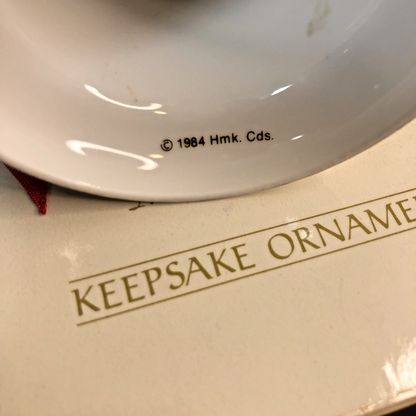 © 1984 Hmk. Cds.
KEEPSAKE ORNAME